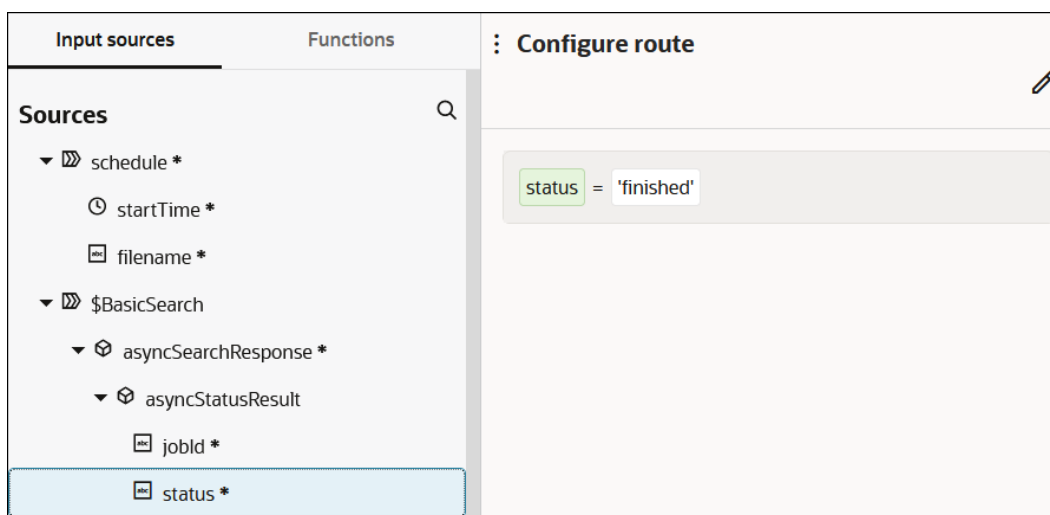 Input sources
Functions
Sources
schedule *
startTime *
filename *
$BasicSearch
asyncSearchResponse *
asyncStatusResult
jobId *
status *
Configure route
status = 'finished'